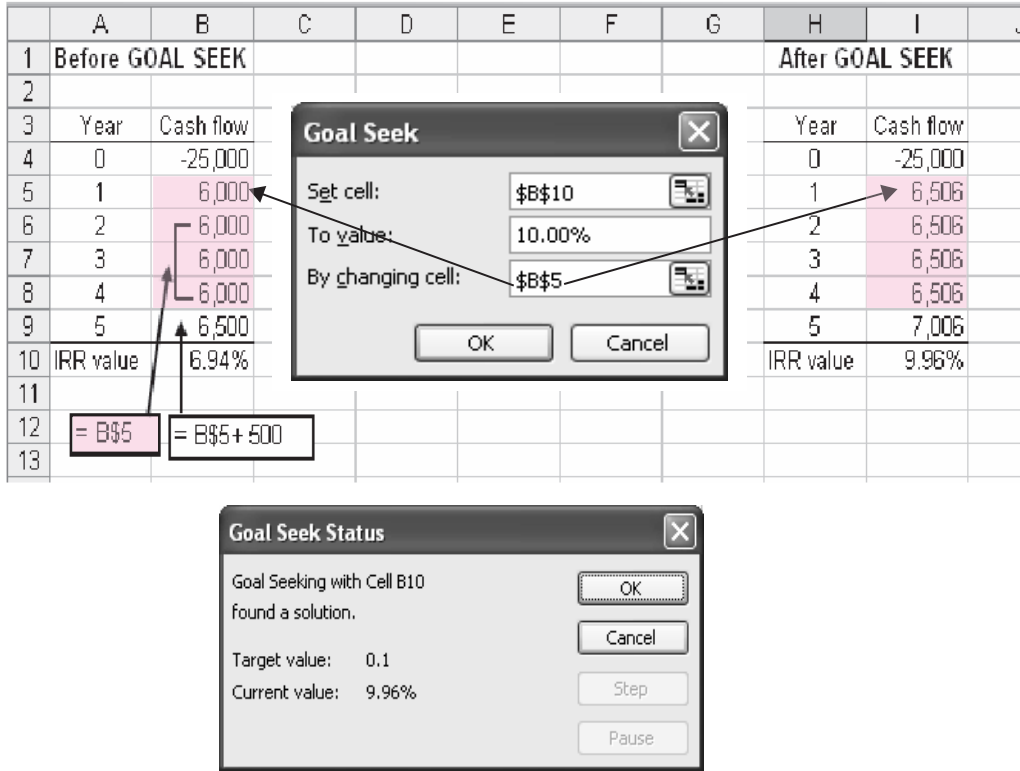 A B C D E F G H I
1 Before GOAL SEEK After GOAL SEEK
2
3 Year Cash flow Year Cash flow
4 0 -25,000 0 -25,000
5 1 6,000 1 6,506
6 2 6,000 2 6,506
7 3 6,000 3 6,506
8 4 6,000 4 6,506
9 5 6,500 5 7,006
10 IRR value 6.94% IRR value 9.96%
11
12 = B$5 = B$5+ 500
13
Goal Seek
Set cell: $B$10
To value: 10.00%
By changing cell: $B$5
OK Cancel
Goal Seek Status
Goal Seeking with Cell B10
found a solution.
Target value: 0.1
Current value: 9.96%
OK
Cancel
Step
Pause